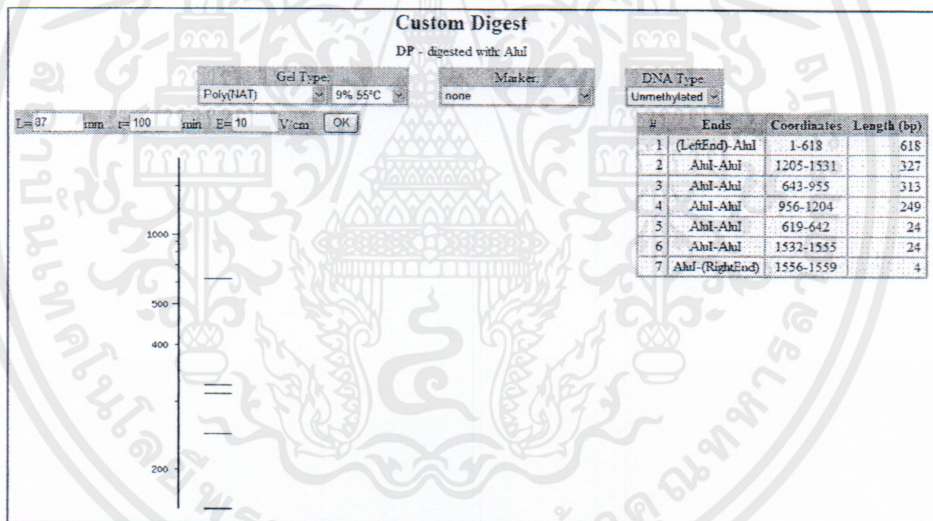 Custom Digest
DP - digested with: AluI
Gel Type: Marker: DNA Type
Poly(NAT) 9% 55°C none Unmethylated
L= 87 mm t= 100 min E= 10 V/cm OK
# Ends Coordinates Length (bp)
1 (LeftEnd)-AluI 1-618 618
2 AluI-AluI 1205-1531 327
3 AluI-AluI 643-955 313
4 AluI-AluI 956-1204 249
5 AluI-AluI 619-642 24
6 AluI-AluI 1532-1555 24
7 AluI-(RightEnd) 1556-1559 4
1000
500
400
200